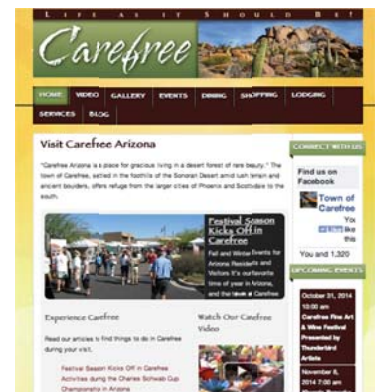 LIFE AS IT SHOULD BE!
Carefree
HOME VIDEO GALLERY EVENTS DINING SHOPPING LODGING
SERVICES BLOG
Visit Carefree Arizona
"Carefree Arizona is a place for gracious living in a desert forest of rare beauty." The
town of Carefree, settled in the foothills of the Sonoran Desert amid lush terrain and
ancient boulders, offers refuge from the larger cities of Phoenix and Scottsdale to the
south.
Festival Season
Kicks Off in
Carefree
Fall and Winter Events for
Arizona Residents and
Visitors It's our favorite
time of year in Arizona,
and the town of Carefree
Experience Carefree
Read our articles to find things to do in Carefree
during your visit.
Festival Season Kicks Off in Carefree
Activities during the Charles Schwab Cup
Championship in Arizona
Watch Our Carefree
Video
CONNECT WITH US
Find us on
Facebook
Town of
Carefree
You
Like like
this
You and 1,320
UPCOMING EVENTS
October 31, 2014
10:00 am
Carefree Fine Art
& Wine Festival
Presented by
Thunderbird
Artists
November 8,
2014 7:00 am